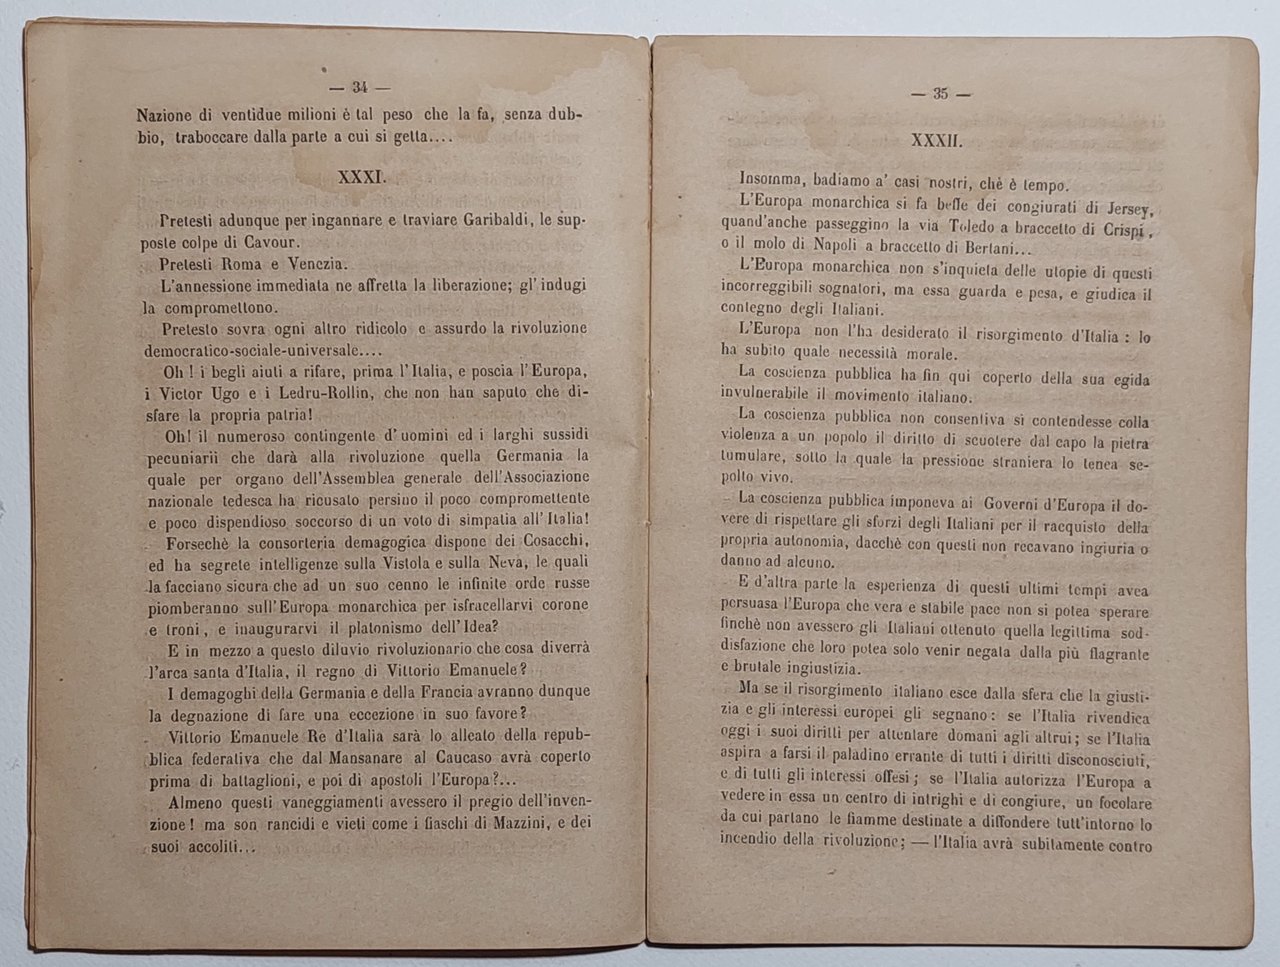 — 34 —
Nazione di ventidue milioni è tal peso che la fa, senza dub-
bio, traboccare dalla parte a cui si getta....
XXXI.
Pretesti adunque per ingannare e traviare Garibaldi, le sup-
poste colpe di Cavour.
Pretesti Roma e Venezia.
L'annessione immediata ne affretta la liberazione; gl'indugi
la compromettono.
Pretesto sovra ogni altro ridicolo e assurdo la rivoluzione
democratico-sociale-universale....
Oh! i begli aiuti a rifare, prima l'Italia, e poscia l'Europa,
i Victor Ugo e i Ledru-Rollin, che non han saputo che di-
sfare la propria patria!
Oh! il numeroso contingente d'uomini ed i larghi sussidi
pecuniarii che darà alla rivoluzione quella Germania la
quale per organo dell'Assemblea generale dell'Associazione
nazionale tedesca ha ricusato persino il poco compromettente
e poco dispendioso soccorso di un voto di simpatia all'Italia!
Forsechè la consorteria demagogica dispone dei Cosacchi,
ed ha segrete intelligenze sulla Vistola e sulla Neva, le quali
la facciano sicura che ad un suo cenno le infinite orde russe
piomberanno sull'Europa monarchica per isfracellarvi corone
e troni, e inaugurarvi il platonismo dell'Idea?
E in mezzo a questo diluvio rivoluzionario che cosa diverrà
l'arca santa d'Italia, il regno di Vittorio Emanuele?
I demagoghi della Germania e della Francia avranno dunque
la degnazione di fare una eccezione in suo favore?
Vittorio Emanuele Re d'Italia sarà lo alleato della repub-
blica federativa che dal Mansanare al Caucaso avrà coperto
prima di battaglioni, e poi di apostoli l'Europa?...
Almeno questi vaneggiamenti avessero il pregio dell'inven-
zione! ma son rancidi e vieti come i fiaschi di Mazzini, e dei
suoi accoliti...
— 35 —
XXXII.
Insomma, badiamo a' casi nostri, chè è tempo.
L'Europa monarchica si fa beffe dei congiurati di Jersey,
quand'anche passeggino la via Toledo a braccetto di Crispi,
o il molo di Napoli a braccetto di Bertani...
L'Europa monarchica non s'inquieta delle utopie di questi
incorreggibili sognatori, ma essa guarda e pesa, e giudica il
contegno degli Italiani.
L'Europa non l'ha desiderato il risorgimento d'Italia: lo
ha subito quale necessità morale.
La coscienza pubblica ha fin qui coperto della sua egida
invulnerabile il movimento italiano.
La coscienza pubblica non consentiva si contendesse colla
violenza a un popolo il diritto di scuotere dal capo la pietra
tumulare, sotto la quale la pressione straniera lo tenea se-
polto vivo.
La coscienza pubblica imponeva ai Governi d'Europa il do-
vere di rispettare gli sforzi degli Italiani per il racquisto della
propria autonomia, dacchè con questi non recavano ingiuria o
danno ad alcuno.
E d'altra parte la esperienza di questi ultimi tempi avea
persuasa l'Europa che vera e stabile pace non si potea sperare
finchè non avessero gli Italiani ottenuto quella legittima sod-
disfazione che loro potea solo venir negata dalla più flagrante
e brutale ingiustizia.
Ma se il risorgimento italiano esce dalla sfera che la giusti-
zia e gli interessi europei gli segnano: se l'Italia rivendica
oggi i suoi diritti per attentare domani agli altrui; se l'Italia
aspira a farsi il paladino errante di tutti i diritti disconosciuti,
e di tutti gli interessi offesi; se l'Italia autorizza l'Europa a
vedere in essa un centro di intrighi e di congiure, un focolare
da cui partano le fiamme destinate a diffondere tutt'intorno lo
incendio della rivoluzione; — l'Italia avrà subitamente contro